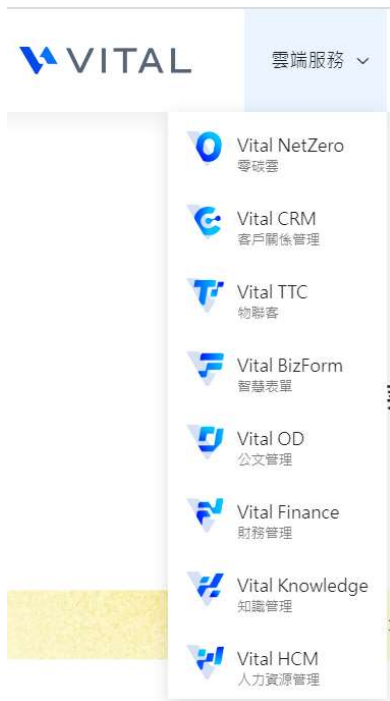 VITAL
雲端服務
Vital NetZero
零碳雲
Vital CRM
客戶關係管理
Vital TTC
物聯客
Vital BizForm
智慧表單
Vital OD
公文管理
Vital Finance
財務管理
Vital Knowledge
知識管理
Vital HCM
人力資源管理